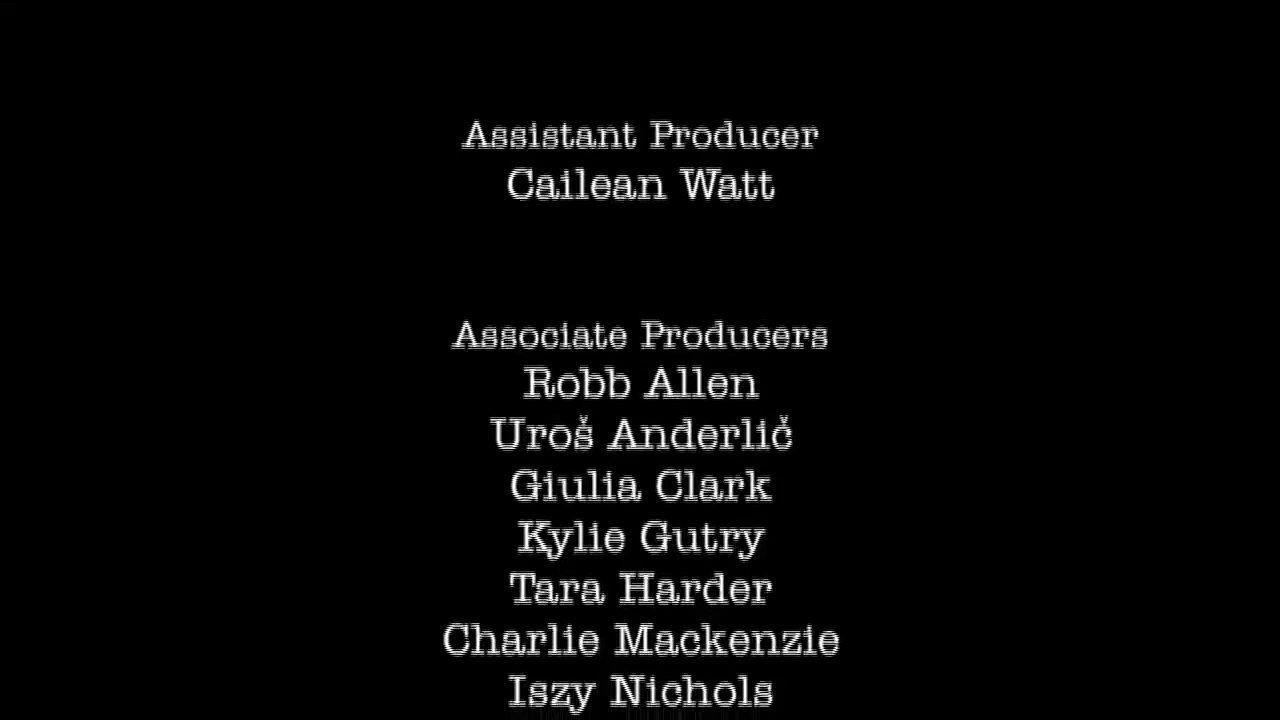 Assistant Producer
Cailean Watt
Associate Producers
Robb Allen
Uroš Anderlič
Giulia Clark
Kylie Gutry
Tara Harder
Charlie Mackenzie
Iszy Nichols